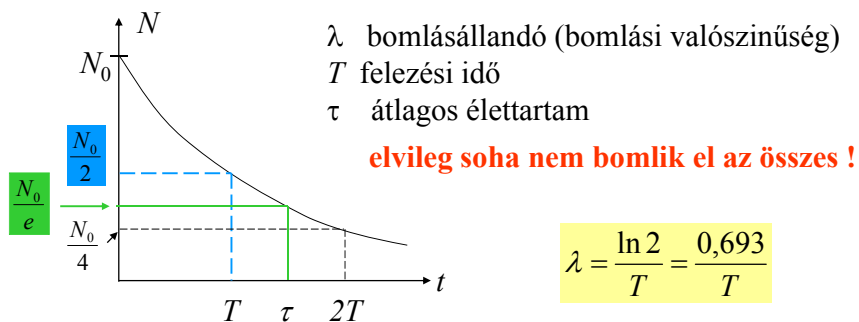 N
N₀
N₀/2
N₀/e
N₀/4
T τ 2T t
λ bomlásállandó (bomlási valószinűség)
T felezési idő
τ átlagos élettartam
elvileg soha nem bomlik el az összes !
λ = ln 2/T = 0,693/T